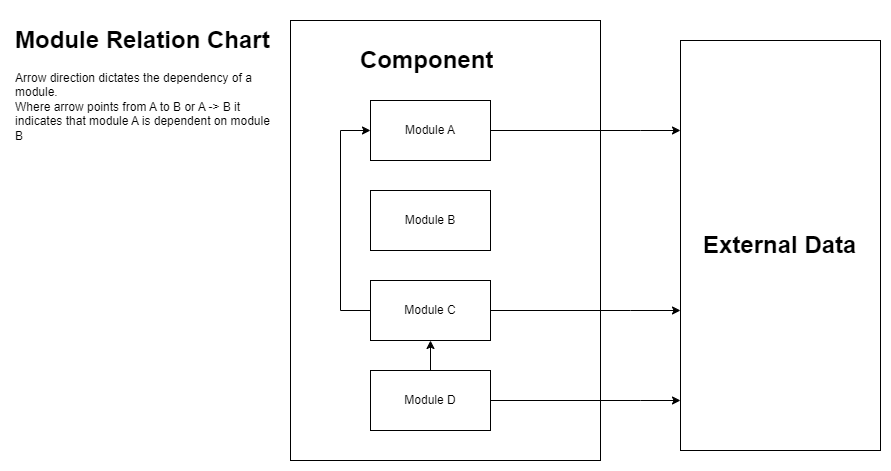 Module Relation Chart
Arrow direction dictates the dependency of a
module.
Where arrow points from A to B or A -> B it
indicates that module A is dependent on module
B
Component
Module A
Module B
Module C
Module D
External Data